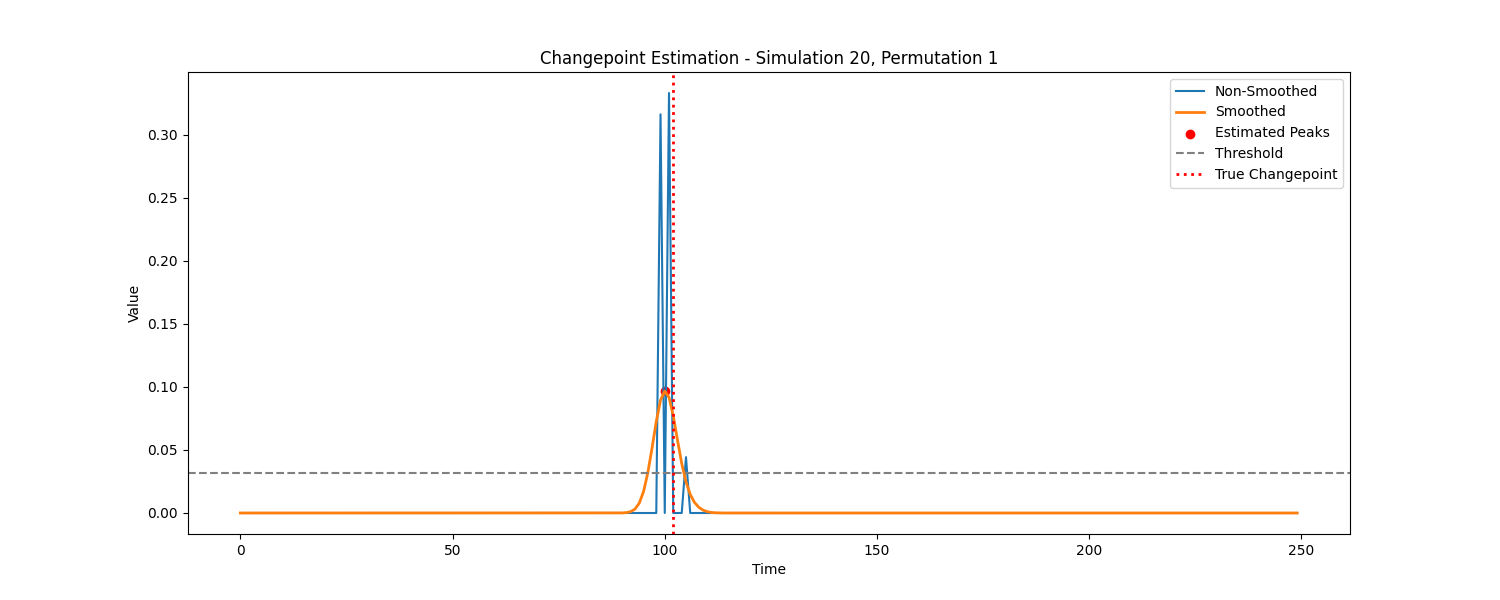 Changepoint Estimation - Simulation 20, Permutation 1
Non-Smoothed
Smoothed
Estimated Peaks
Threshold
True Changepoint
Value
0.30
0.25
0.20
0.15
0.10
0.05
0.00
0
50
100
150
200
250
Time